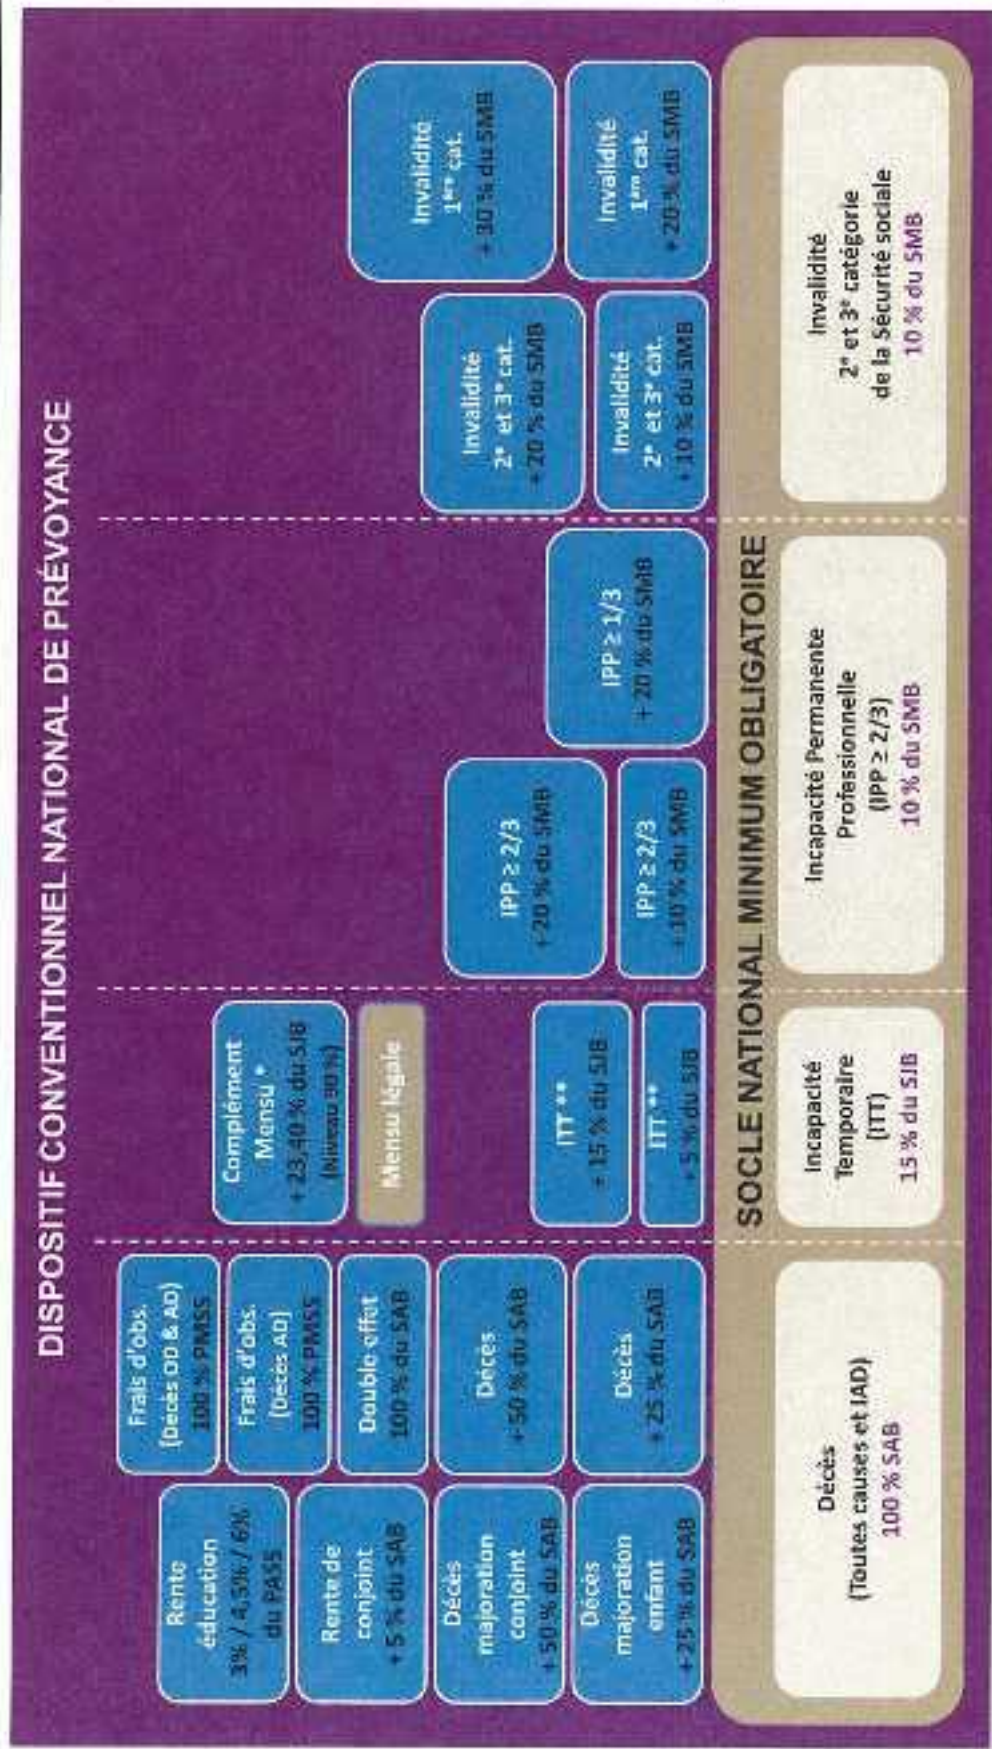 DISPOSITIF CONVENTIONNEL NATIONAL DE PRÉVOYANCE
Rente
éducation
3% / 4,5% / 6%
du PASS
Rente de
conjoint
+ 5 % du SAB
Décès
majoration
conjoint
+ 50 % du SAB
Décès
majoration
enfant
+ 25 % du SAB
Frais d'obs.
(Décès OD & AD)
100 % PMSS
Frais d'obs.
(Décès AD)
100 % PMSS
Double effet
100 % du SAB
Décès
+50 % du SAB
Décès
+ 25 % du SAB
Complément
Mensu *
+ 23,40 % du SJB
(Niveau 90 %)
Mensu légale
ITT **
+ 15 % du SJB
ITT **
+ 5 % du SJB
IPP ≥ 2/3
+20 % du SMB
IPP ≥ 2/3
+ 10 % du SMB
IPP ≥ 1/3
+ 20 % du SMB
Invalidité
2e et 3e cat.
+ 20 % du SMB
Invalidité
2e et 3e cat.
+ 10 % du SMB
Invalidité
1ère cat.
+ 30 % du SMB
Invalidité
1ère cat.
+ 20 % du SMB
SOCLE NATIONAL MINIMUM OBLIGATOIRE
Décès
(Toutes causes et IAD)
100 % SAB
Incapacité
Temporaire
(ITT)
15 % du SJB
Incapacité Permanente
Professionnelle
(IPP ≥ 2/3)
10 % du SMB
Invalidité
2e et 3e catégorie
de la Sécurité sociale
10 % du SMB